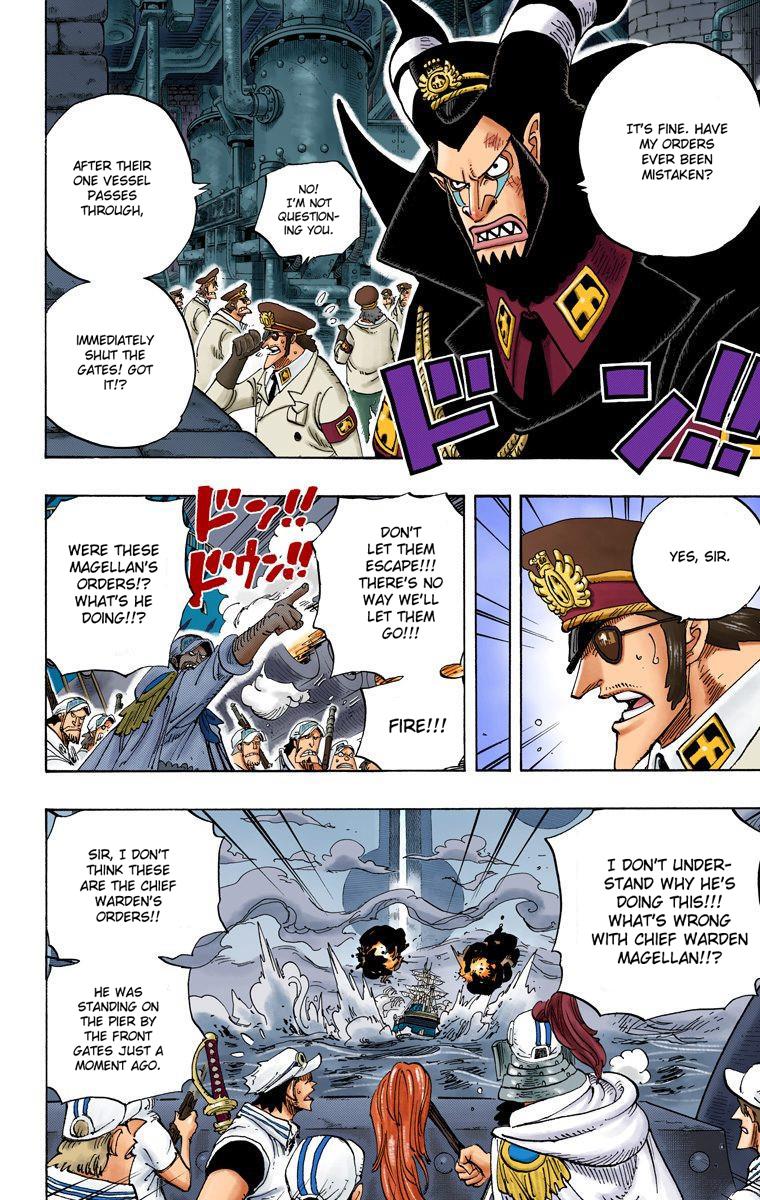 IT'S FINE. HAVE
MY ORDERS
EVER BEEN
MISTAKEN?
NO!
I'M NOT
QUESTION-
ING YOU.
AFTER THEIR
ONE VESSEL
PASSES
THROUGH,
IMMEDIATELY
SHUT THE
GATES! GOT
IT!?
ドン!!
YES, SIR.
DON'T
LET THEM
ESCAPE!!!
THERE'S NO
WAY WE'LL
LET THEM
GO!!!
FIRE!!!
ドン!!
ドウン!!
WERE THESE
MAGELLAN'S
ORDERS!?
WHAT'S HE
DOING!!?
I DON'T UNDER-
STAND WHY HE'S
DOING THIS!!!
WHAT'S WRONG
WITH CHIEF WARDEN
MAGELLAN!!?
SIR, I DON'T
THINK THESE
ARE THE CHIEF
WARDEN'S
ORDERS!!
HE WAS
STANDING ON
THE PIER BY
THE FRONT
GATES JUST A
MOMENT AGO.